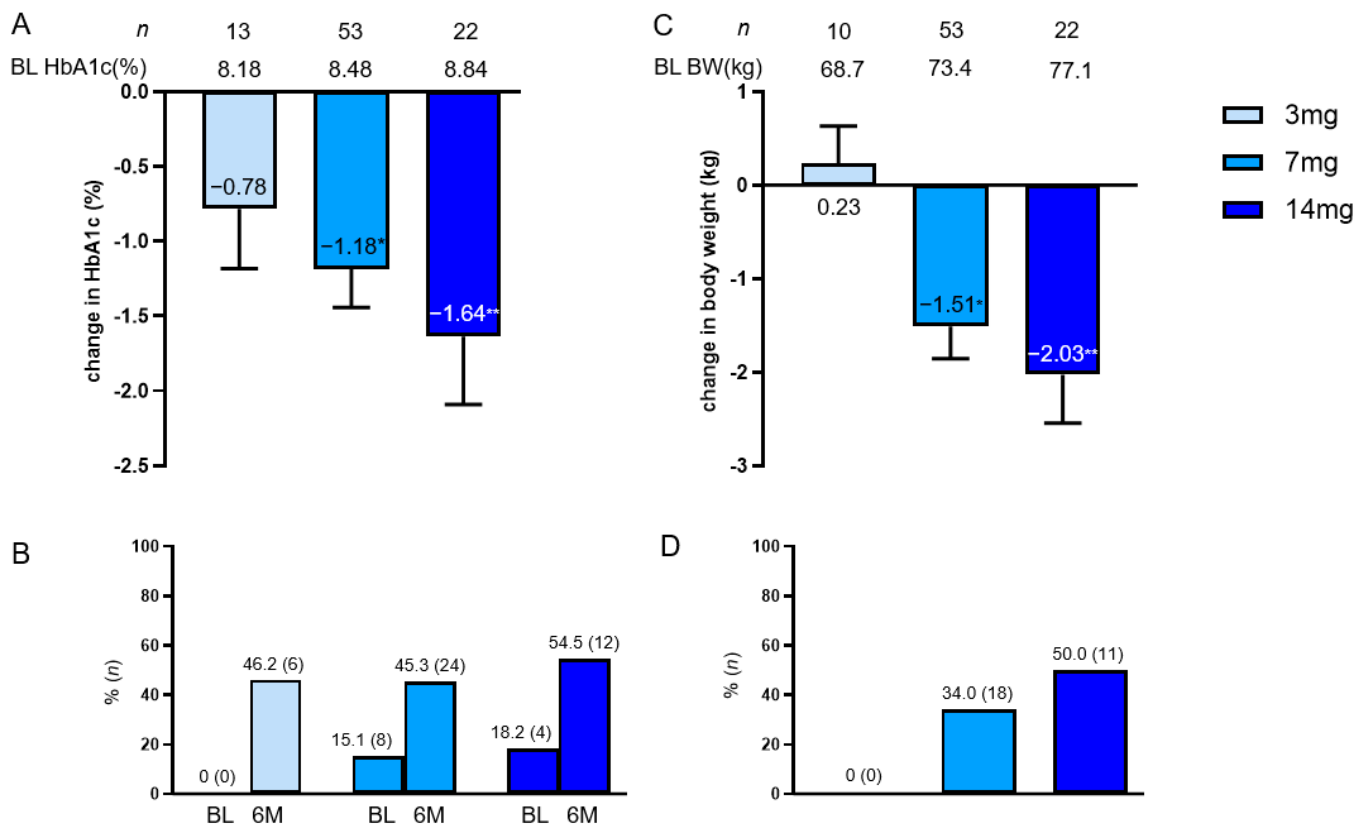 A
n 13 53 22
BL HbA1c(%) 8.18 8.48 8.84
0.0
-0.5
-1.0
-1.5
-2.0
-2.5
change in HbA1c (%)
−0.78
−1.18*
−1.64**
C
n 10 53 22
BL BW(kg) 68.7 73.4 77.1
1
0
-1
-2
-3
change in body weight (kg)
0.23
−1.51*
−2.03**
3mg
7mg
14mg
B
100
80
60
40
20
0
% (n)
0 (0)
46.2 (6)
15.1 (8)
45.3 (24)
18.2 (4)
54.5 (12)
BL 6M BL 6M BL 6M
D
100
80
60
40
20
0
% (n)
0 (0)
34.0 (18)
50.0 (11)